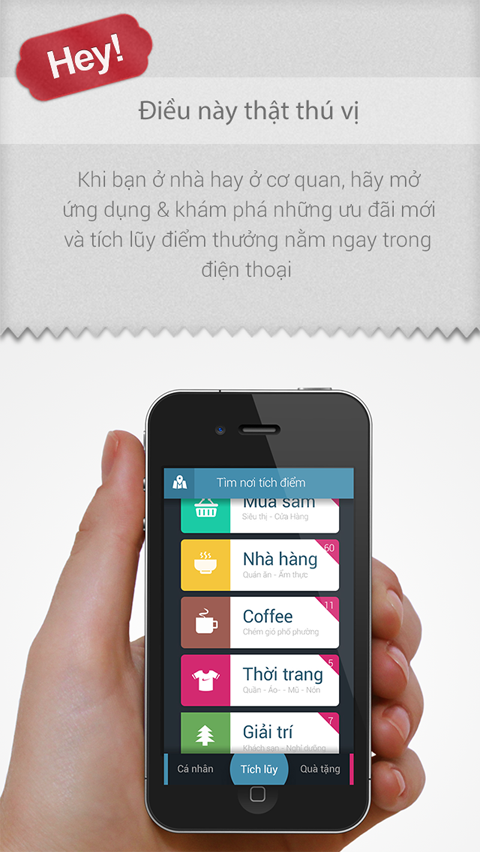 Hey!
Điều này thật thú vị
Khi bạn ở nhà hay ở cơ quan, hãy mở
ứng dụng & khám phá những ưu đãi mới
và tích lũy điểm thưởng nằm ngay trong
điện thoại
Tìm nơi tích điểm
Mua sắm
Siêu thị - Cửa Hàng
60
Nhà hàng
Quán ăn - Ẩm thực
11
Coffee
Chém gió phố phường
5
Thời trang
Quần - Áo - - Mũ - Nón
7
Giải trí
Khách sạn - Nghỉ dưỡng
Cá nhân
Tích lũy
Quà tặng